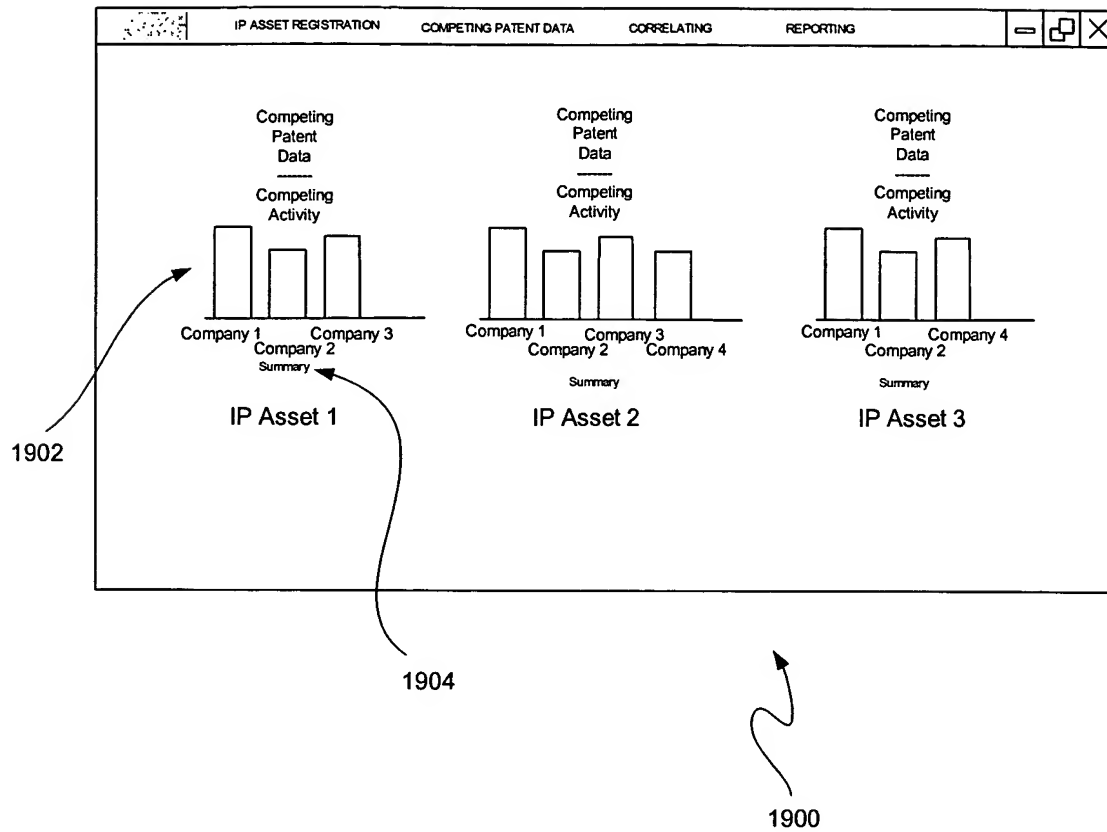 IP ASSET REGISTRATION COMPETING PATENT DATA CORRELATING REPORTING
Competing
Patent
Data
-------
Competing
Activity
Company 1 Company 3
Company 2
Summary
IP Asset 1
Competing
Patent
Data
-------
Competing
Activity
Company 1 Company 3
Company 2 Company 4
Summary
IP Asset 2
Competing
Patent
Data
-------
Competing
Activity
Company 1 Company 4
Company 2
Summary
IP Asset 3
1902
1904
1900